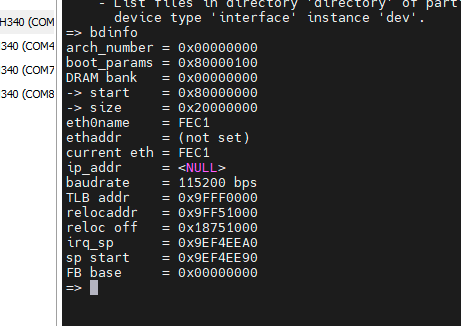 H340 (COM
340 (COM4
340 (COM7
340 (COM8
- List files in directory 'directory' of part
device type 'interface' instance 'dev'.
=> bdinfo
arch_number = 0x00000000
boot_params = 0x80000100
DRAM bank   = 0x00000000
-> start    = 0x80000000
-> size     = 0x20000000
eth0name    = FEC1
ethaddr     = (not set)
current eth = FEC1
ip_addr     = <NULL>
baudrate    = 115200 bps
TLB addr    = 0x9FFF0000
relocaddr   = 0x9FF51000
reloc off   = 0x18751000
irq_sp      = 0x9EF4EEA0
sp start    = 0x9EF4EE90
FB base     = 0x00000000
=>